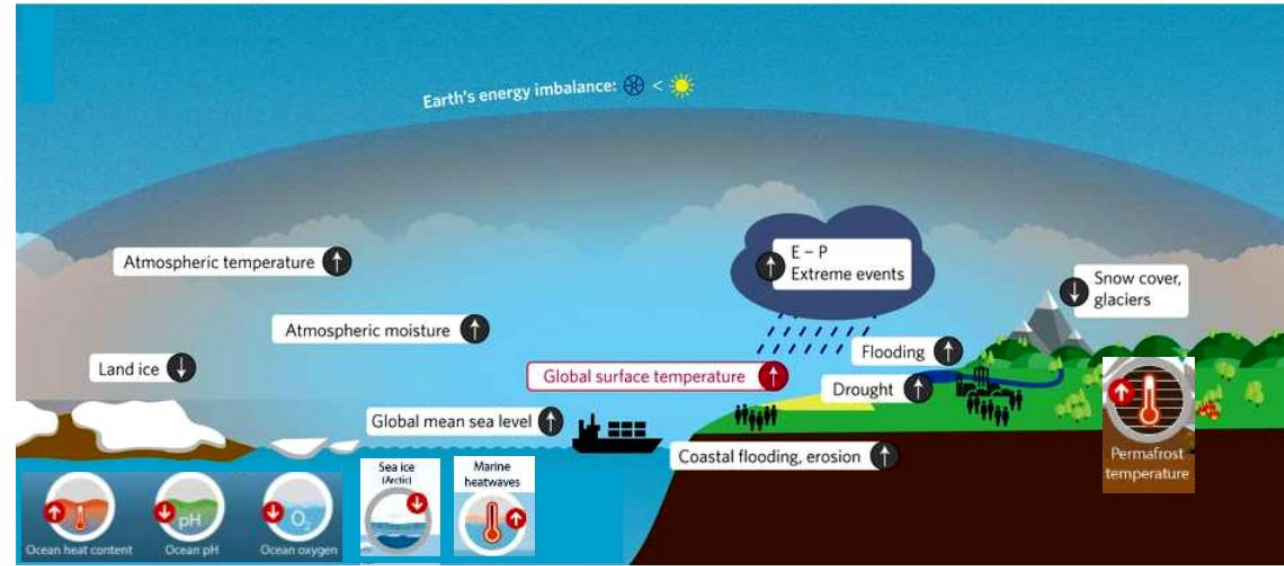 Earth's energy imbalance: <
Atmospheric temperature
E – P
Extreme events
Snow cover,
glaciers
Atmospheric moisture
Flooding
Land ice
Global surface temperature
Drought
Global mean sea level
Coastal flooding, erosion
Permafrost
temperature
Sea ice
(Arctic)
Marine
heatwaves
pH
O₂
Ocean heat content
Ocean pH
Ocean oxygen